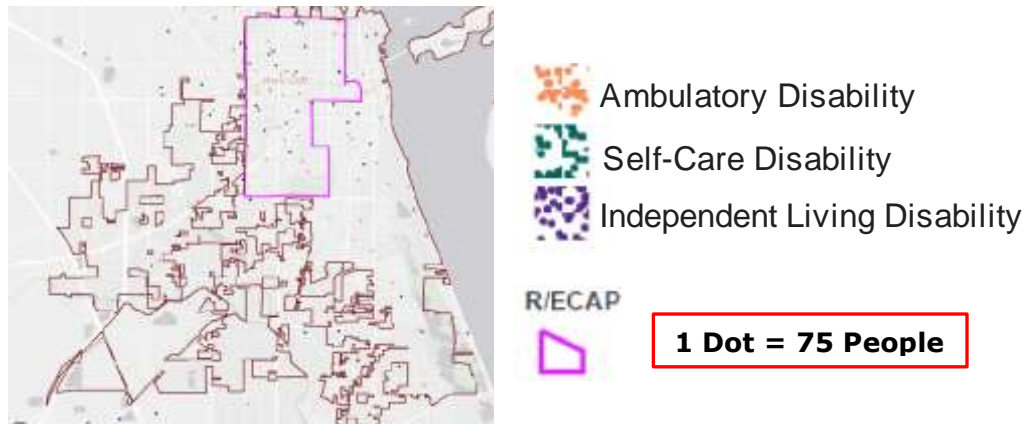 Ambulatory Disability
Self-Care Disability
Independent Living Disability
R/ECAP
1 Dot = 75 People